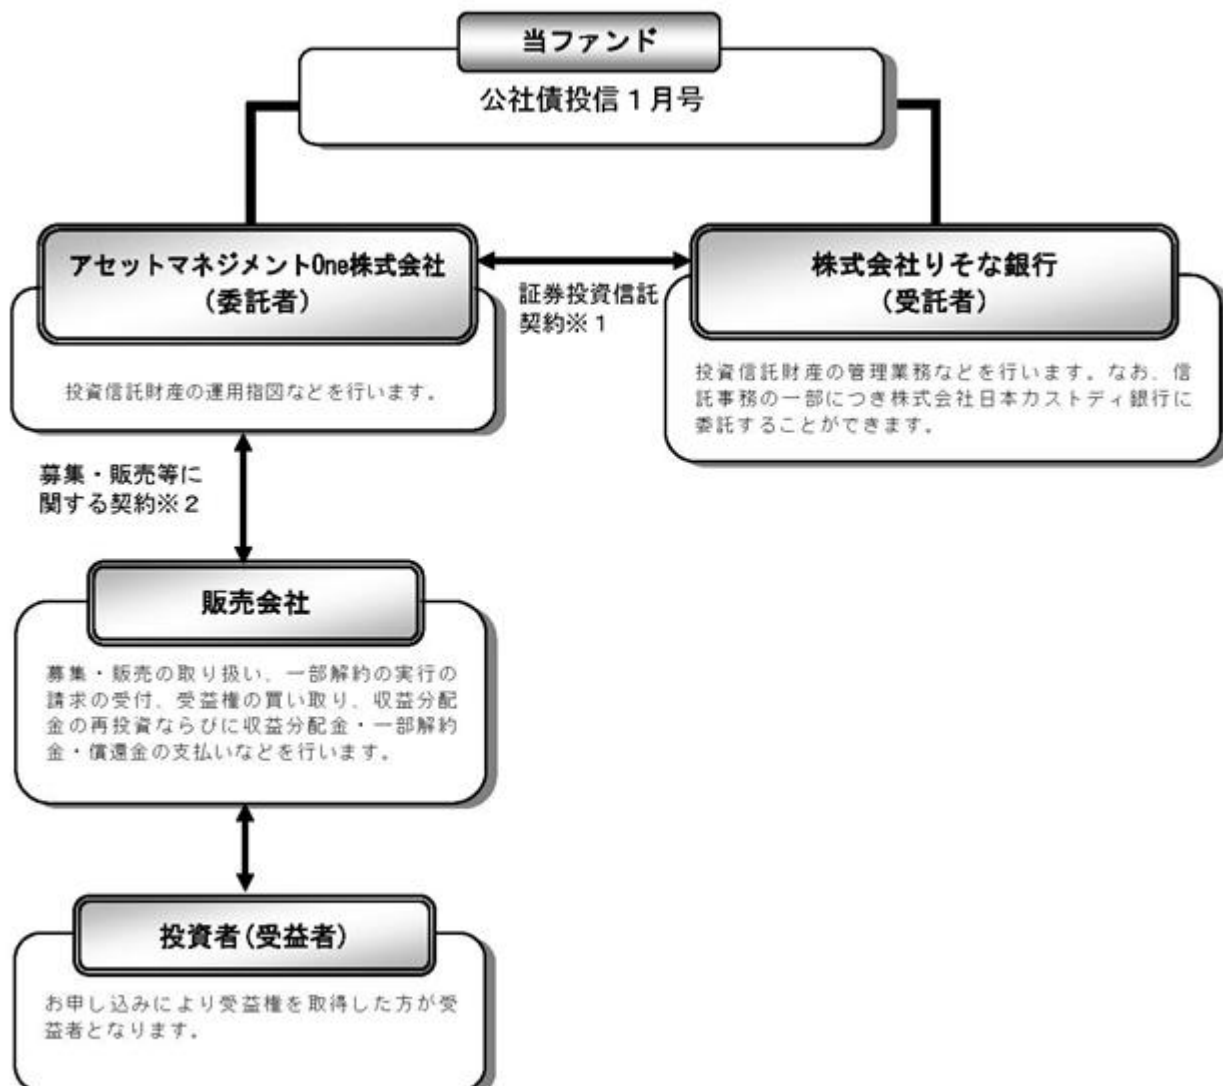 当ファンド
公社債投信１月号
アセットマネジメントOne株式会社
（委託者）
投資信託財産の運用指図などを行います。
証券投資信託
契約※１
株式会社りそな銀行
（受託者）
投資信託財産の管理業務などを行います。なお、信
託事務の一部につき株式会社日本カストディ銀行に
委託することができます。
募集・販売等に
関する契約※２
販売会社
募集・販売の取り扱い、一部解約の実行の
請求の受付、受益権の買い取り、収益分配
金の再投資ならびに収益分配金・一部解約
金・償還金の支払いなどを行います。
投資者(受益者)
お申し込みにより受益権を取得した方が受
益者となります。